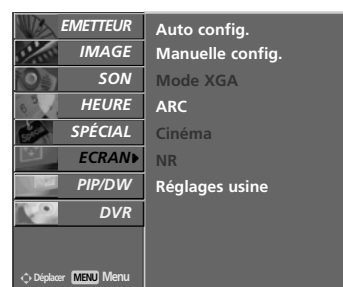 EMETTEUR
IMAGE
SON
HEURE
SPÉCIAL
ECRAN
PIP/DW
DVR
Déplacer MENU Menu
Auto config.
Manuelle config.
Mode XGA
ARC
Cinéma
NR
Réglages usine